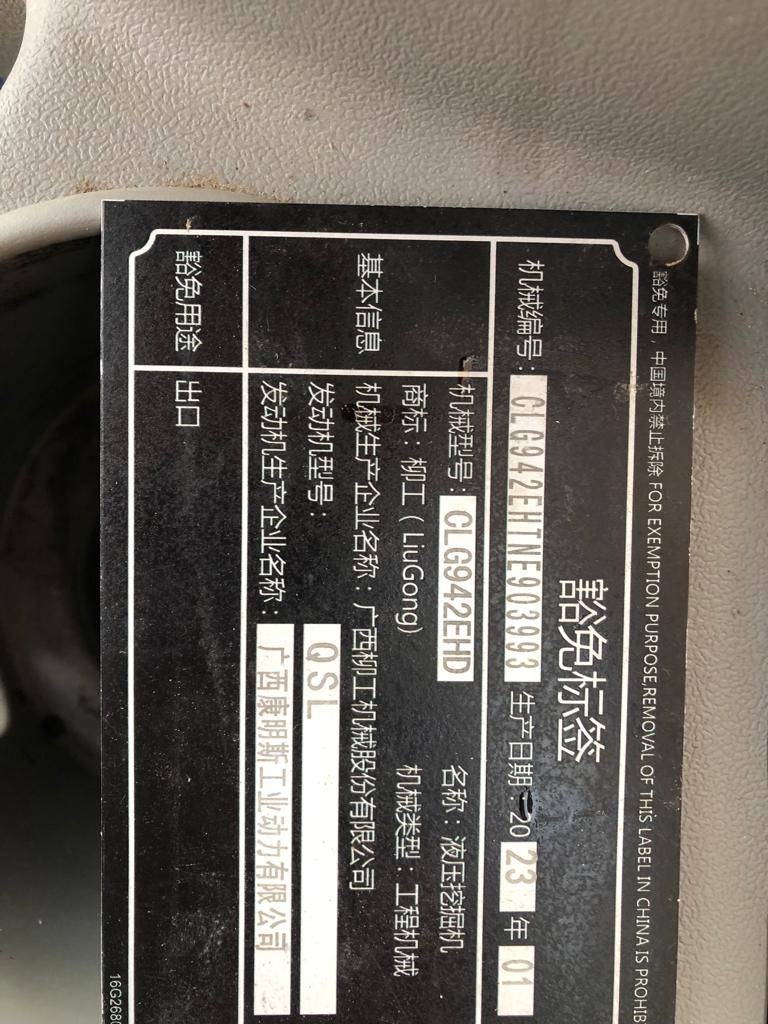 豁免专用，中国境内禁止拆除 FOR EXEMPTION PURPOSE,REMOVAL OF THIS LABEL IN CHINA IS PROHIB
豁免标签
机械编号：CLG942EHTNE903993 生产日期：2023 年 01
基本信息
机械型号：CLG942EHD 名称：液压挖掘机
商标：柳工（LiuGong） 机械类型：工程机械
机械生产企业名称：广西柳工机械股份有限公司
发动机型号：QSL
发动机生产企业名称：广西康明斯工业动力有限公司
豁免用途 出口
16G2680